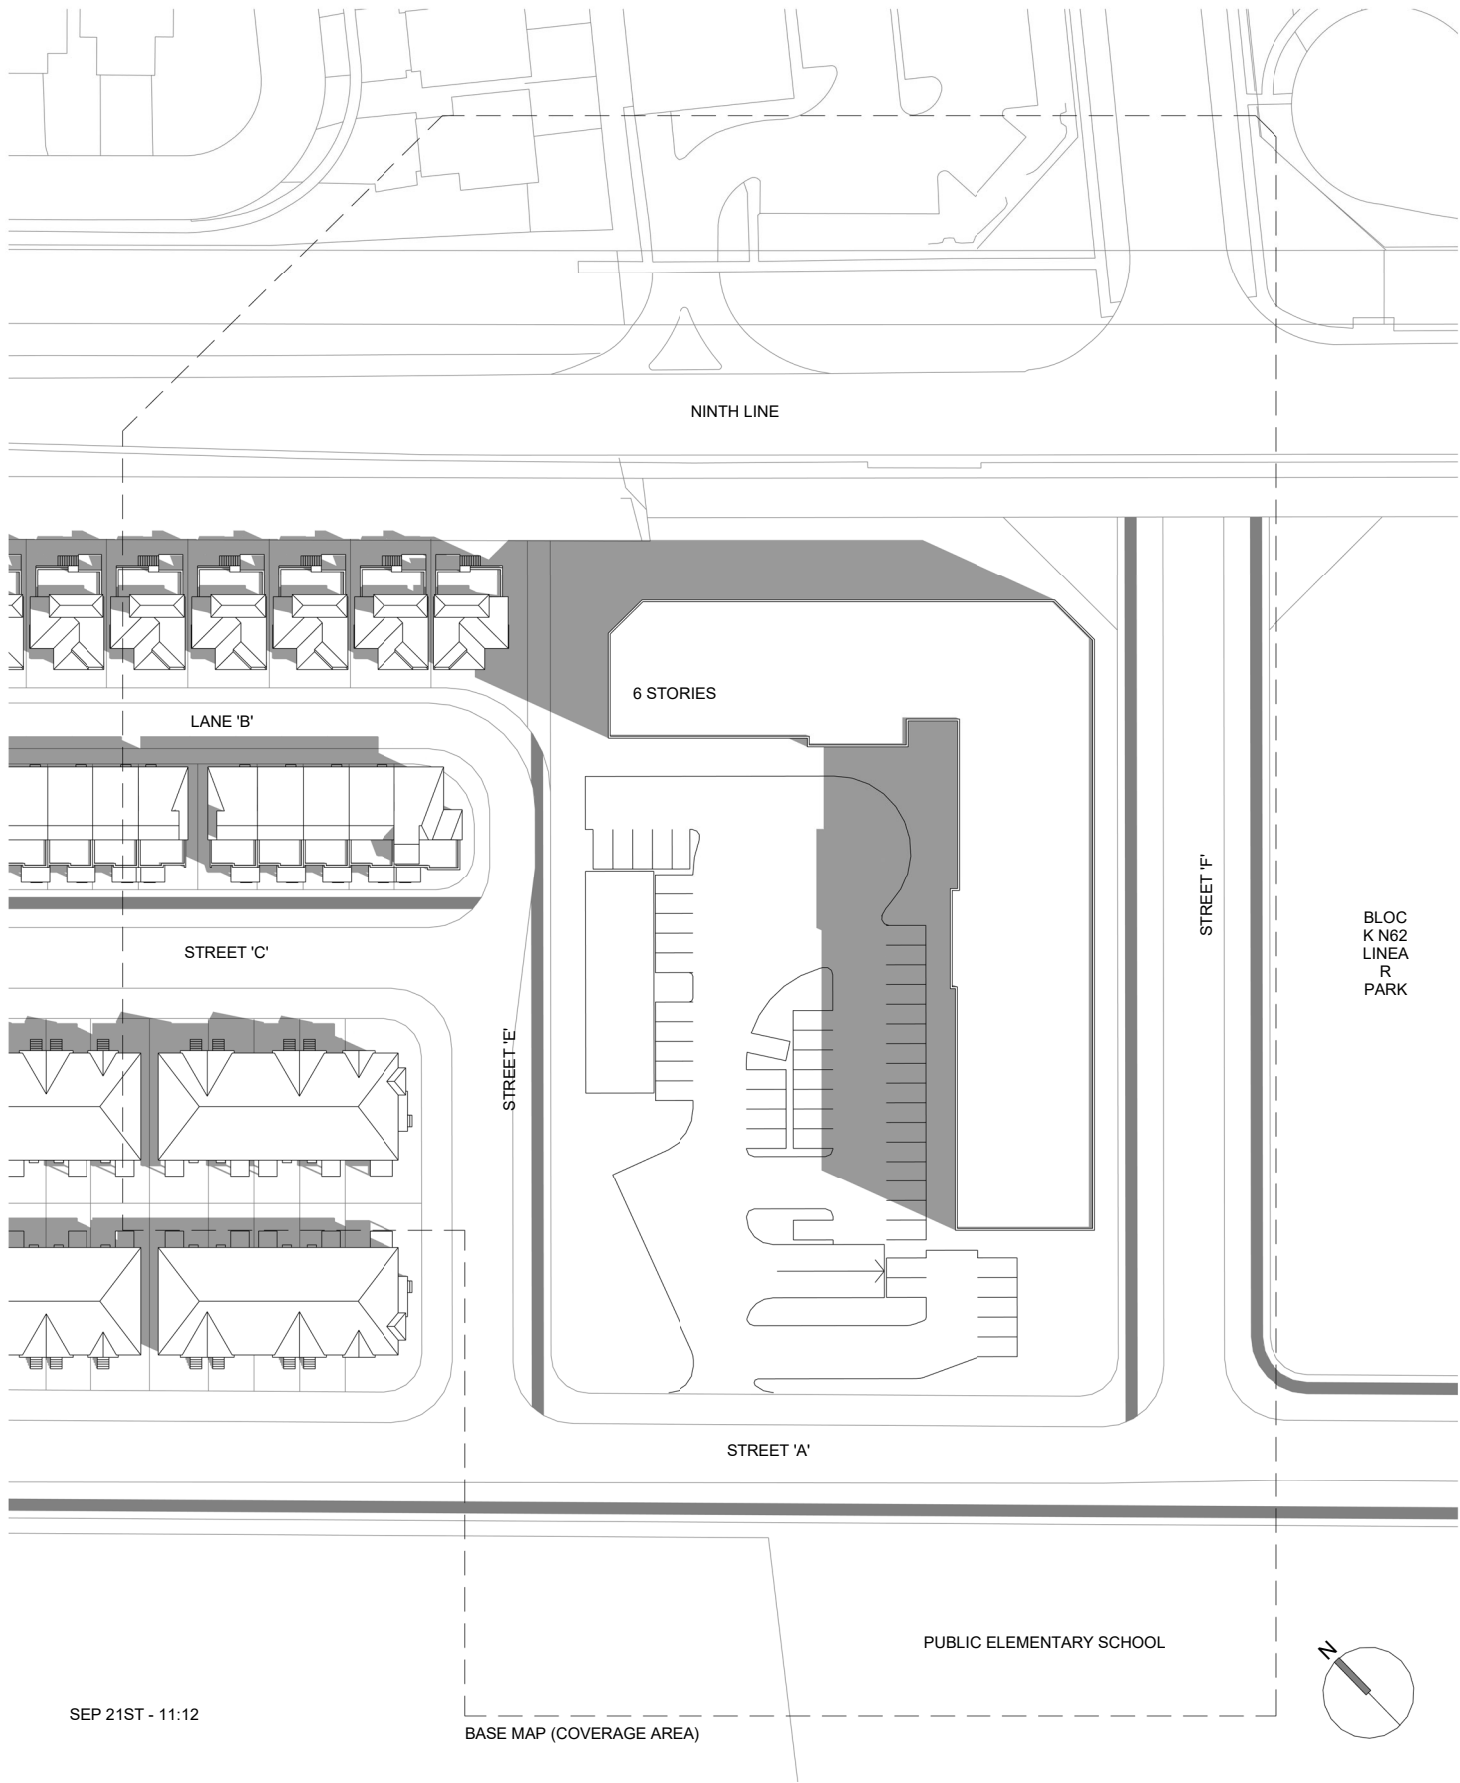 NINTH LINE
6 STORIES
LANE 'B'
STREET 'F'
BLOC
K N62
LINEA
R
PARK
STREET 'C'
STREET 'E'
STREET 'A'
PUBLIC ELEMENTARY SCHOOL
N
SEP 21ST - 11:12
BASE MAP (COVERAGE AREA)